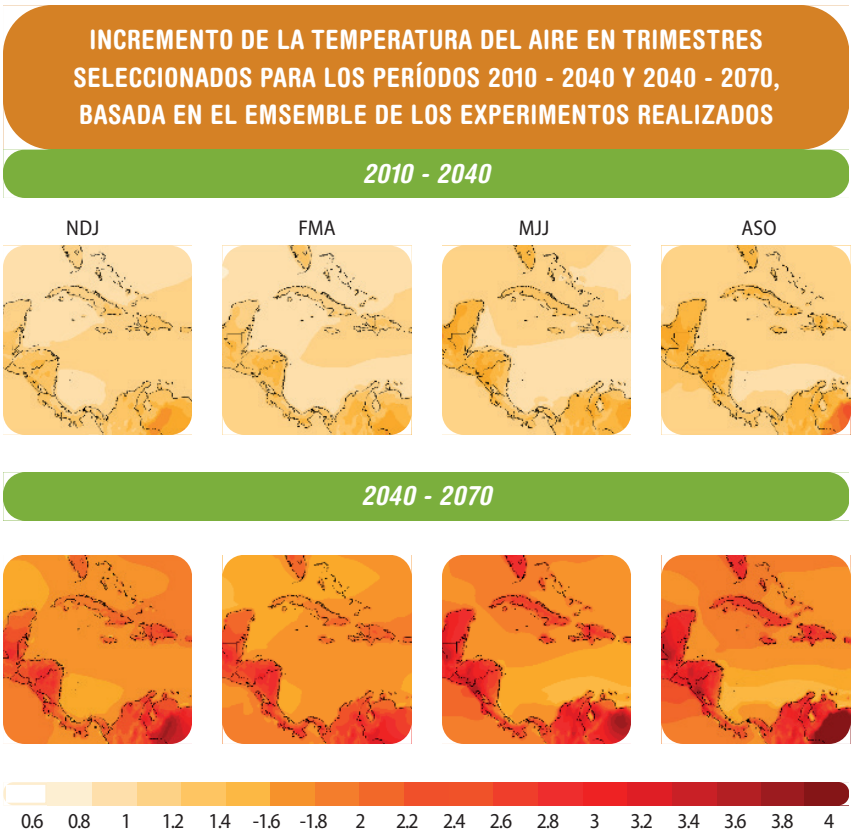 INCREMENTO DE LA TEMPERATURA DEL AIRE EN TRIMESTRES
SELECCIONADOS PARA LOS PERÍODOS 2010 - 2040 Y 2040 - 2070,
BASADA EN EL EMSEMBLE DE LOS EXPERIMENTOS REALIZADOS
2010 - 2040
NDJ FMA MJJ ASO
2040 - 2070
0.6 0.8 1 1.2 1.4 -1.6 -1.8 2 2.2 2.4 2.6 2.8 3 3.2 3.4 3.6 3.8 4